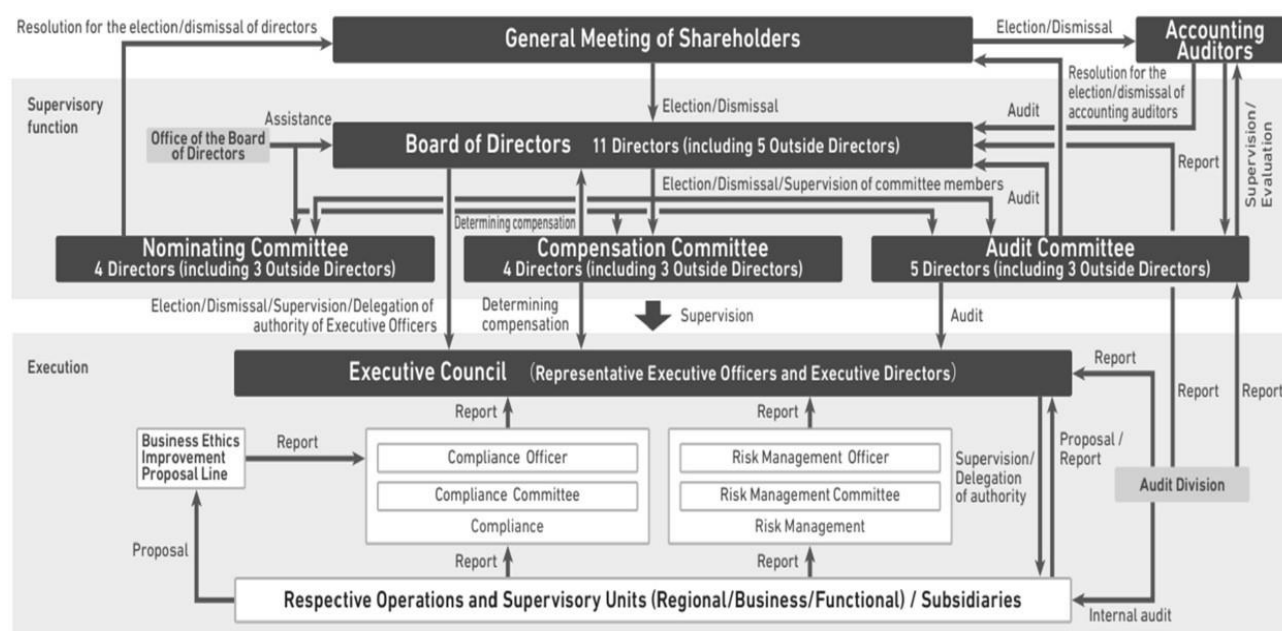 Resolution for the election/dismissal of directors
General Meeting of Shareholders
Election/Dismissal
Accounting
Auditors
Supervisory
function
Election/Dismissal
Resolution for the
election/dismissal of
accounting auditors
Audit
Supervision/
Evaluation
Office of the Board
of Directors
Assistance
Board of Directors 11 Directors (including 5 Outside Directors)
Report
Election/Dismissal/Supervision of committee members
Audit
Determining compensation
Nominating Committee
4 Directors (including 3 Outside Directors)
Compensation Committee
4 Directors (including 3 Outside Directors)
Audit Committee
5 Directors (including 3 Outside Directors)
Election/Dismissal/Supervision/Delegation of
authority of Executive Officers
Determining
compensation
Supervision
Audit
Execution
Executive Council (Representative Executive Officers and Executive Directors)
Report
Report
Report
Report
Report
Business Ethics
Improvement
Proposal Line
Report
Compliance Officer
Compliance Committee
Compliance
Risk Management Officer
Risk Management Committee
Risk Management
Supervision/
Delegation
of authority
Proposal /
Report
Audit Division
Proposal
Report
Report
Respective Operations and Supervisory Units (Regional/Business/Functional) / Subsidiaries
Internal audit